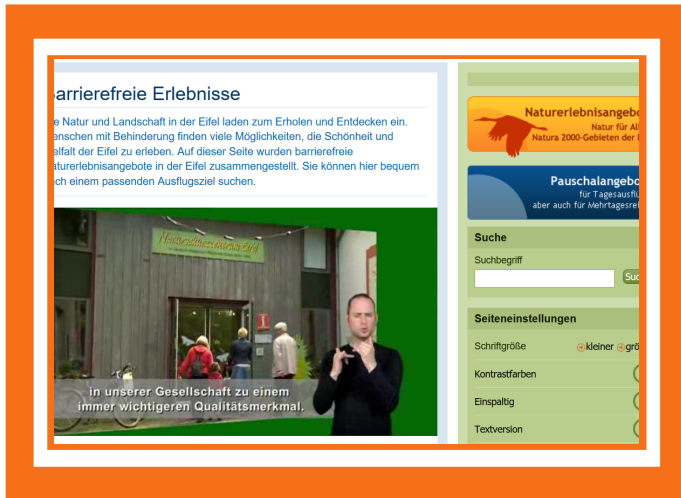 Barrierefreie Erlebnisse
e Natur und Landschaft in der Eifel laden zum Erholen und Entdecken ein.
enschen mit Behinderung finden viele Möglichkeiten, die Schönheit und
elfalt der Eifel zu erleben. Auf dieser Seite wurden barrierefreie
aturerlebnisangebote in der Eifel zusammengestellt. Sie können hier bequem
ch einem passenden Ausflugsziel suchen.
in unserer Gesellschaft zu einem
immer wichtigeren Qualitätsmerkmal.
Naturerlebnisangebo
Natur für All
Natura 2000-Gebieten der
Pauschalangebo
für Tagesausflü
aber auch für Mehrtagesrei
Suche
Suchbegriff
Suc
Seiteneinstellungen
Schriftgröße kleiner grö
Kontrastfarben
Einspaltig
Textversion